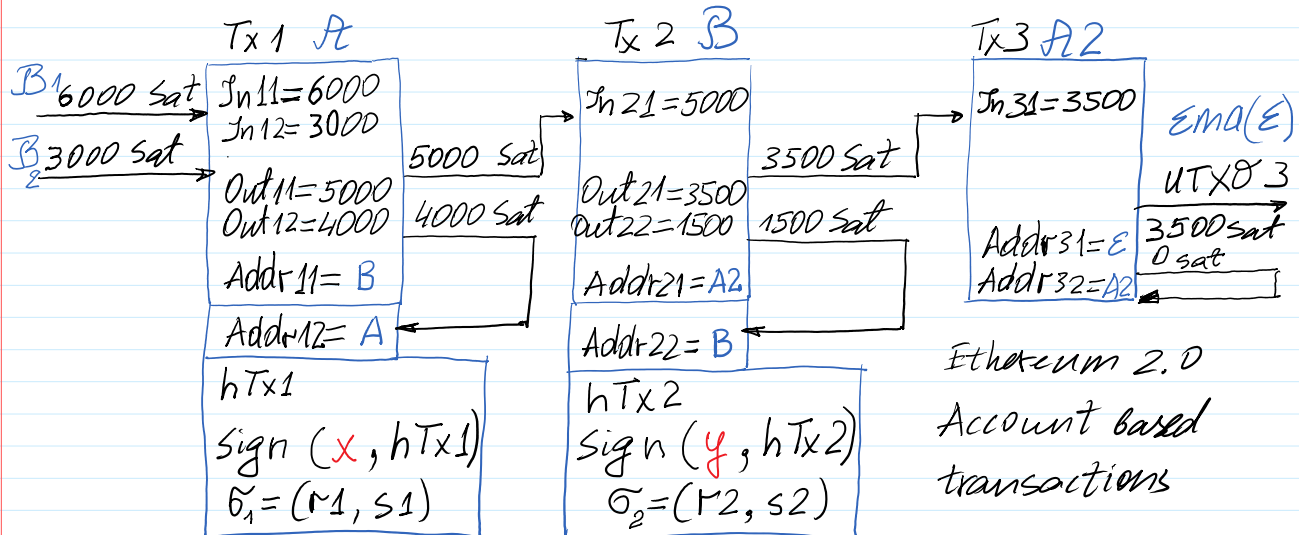 Tx 1 A
B1 6000 Sat
B2 3000 Sat
In11=6000
In12=3000
Out11=5000
Out12=4000
Addr11= B
Addr12= A
hTx1
Sign (x, hTx1)
σ1=(r1, s1)
5000 Sat
4000 Sat
Tx 2 B
In21=5000
Out21=3500
Out22=1500
Addr21=A2
Addr22= B
hTx2
Sign (y, hTx2)
σ2=(r2, s2)
3500 Sat
1500 Sat
Tx3 A2
In31=3500
Addr31=E
Addr32=A2
Ema(E)
UTXO 3
3500 sat
0 sat
Ethereum 2.0
Account based
transactions